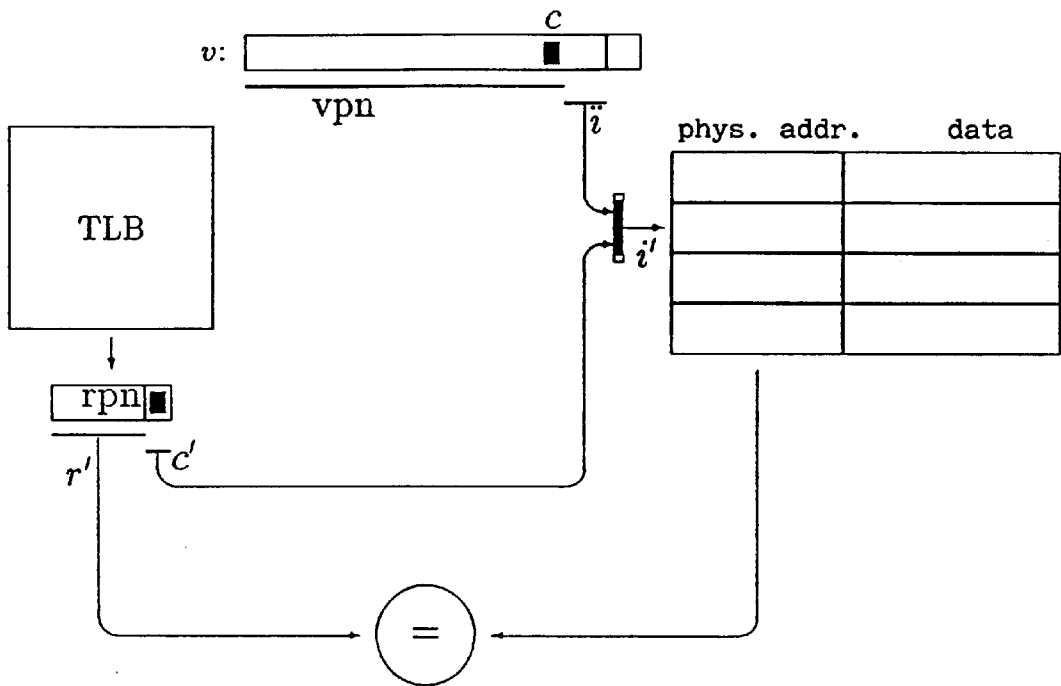 c
v:
vpn
i
phys. addr. data
TLB
i′
rpn
c′
r′
=